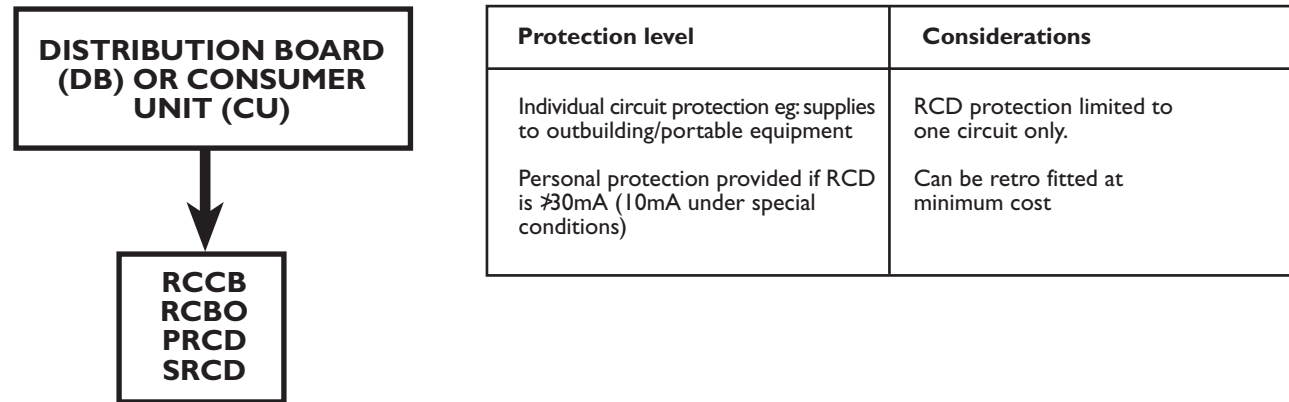 DISTRIBUTION BOARD
(DB) OR CONSUMER
UNIT (CU)
RCCB
RCBO
PRCD
SRCD
Protection level
Considerations
Individual circuit protection eg: supplies
to outbuilding/portable equipment
RCD protection limited to
one circuit only.
Personal protection provided if RCD
is ≯30mA (10mA under special
conditions)
Can be retro fitted at
minimum cost